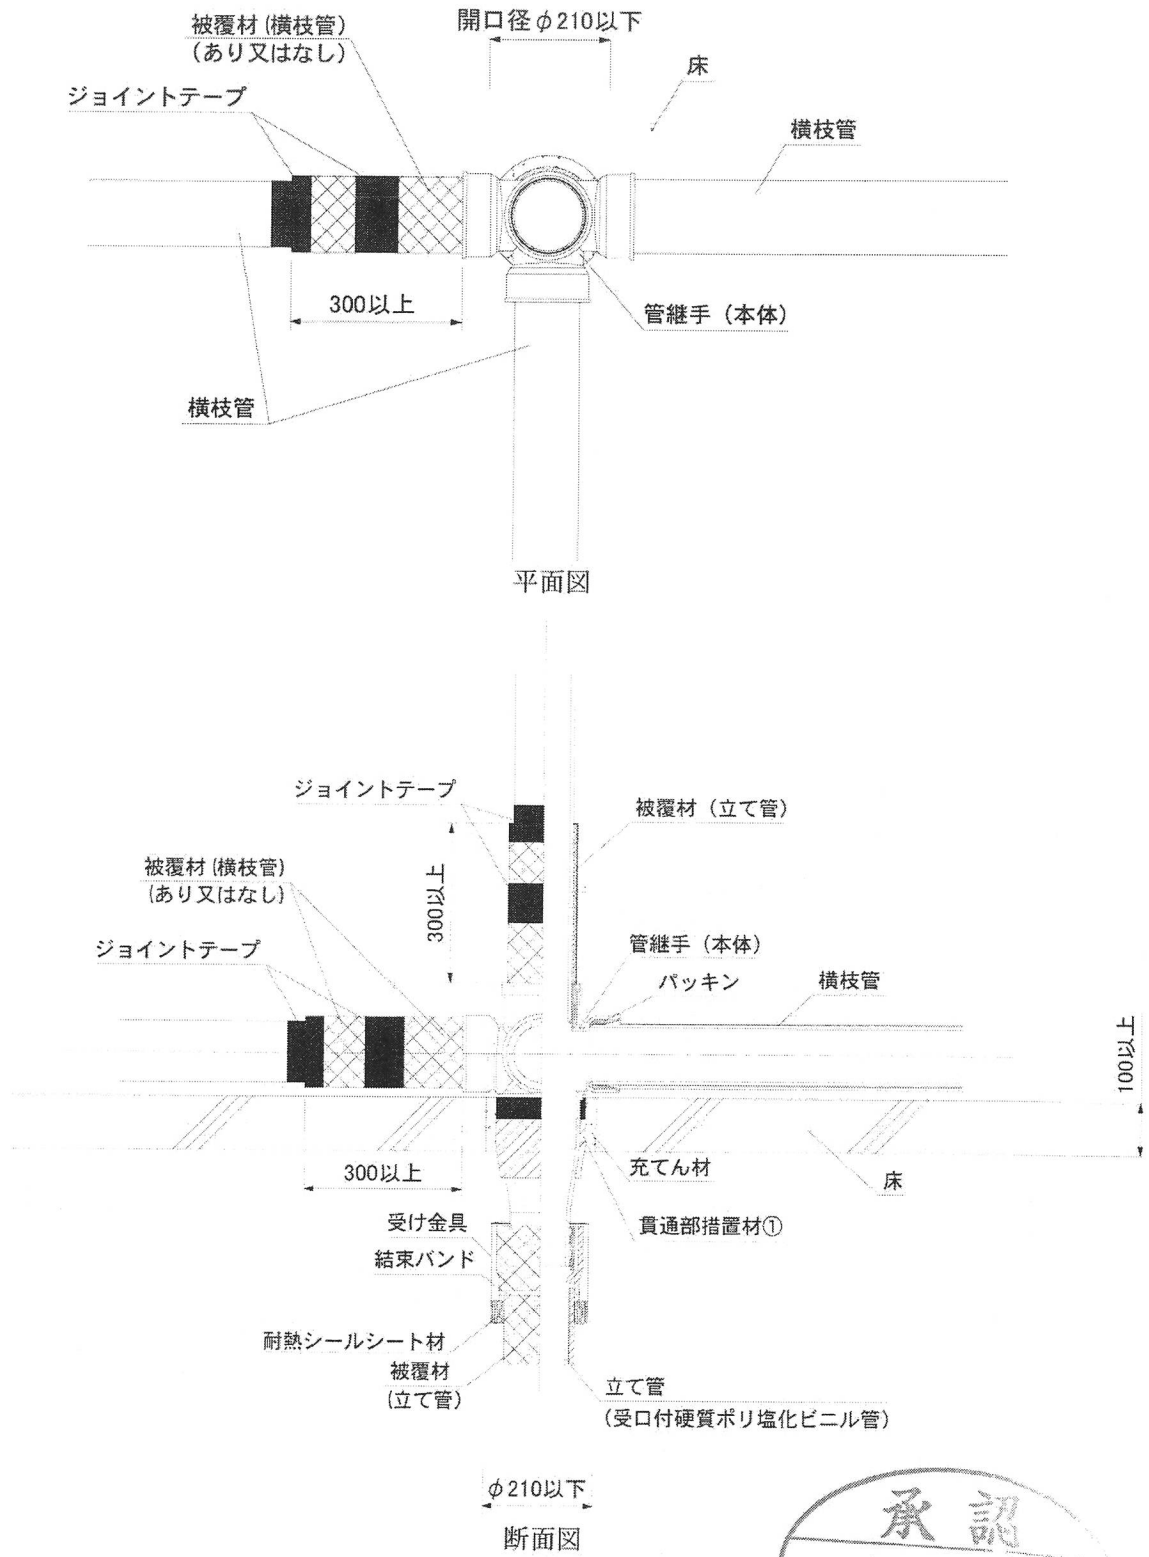 被覆材(横枝管)
(あり又はなし)
開口径φ210以下
床
ジョイントテープ
横枝管
300以上
管継手(本体)
横枝管
平面図
ジョイントテープ
被覆材(立て管)
被覆材(横枝管)
(あり又はなし)
300以上
ジョイントテープ
管継手(本体)
パッキン
横枝管
100以上
300以上
充てん材
床
受け金具
貫通部措置材①
結束バンド
耐熱シールシート材
被覆材
(立て管)
立て管
(受口付硬質ポリ塩化ビニル管)
φ210以下
断面図
承認